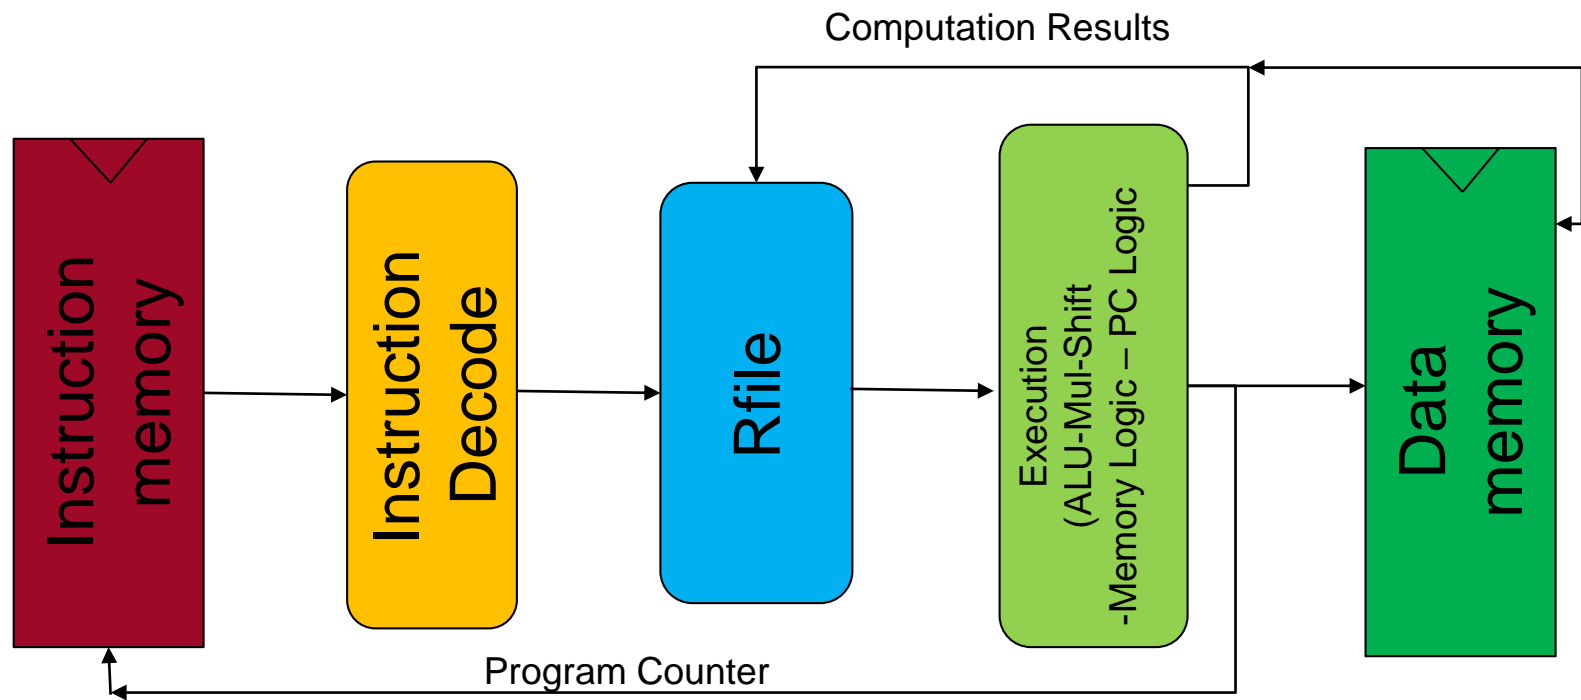 Computation Results
Instruction
memory
Instruction
Decode
Rfile
Execution
(ALU-Mul-Shift
-Memory Logic – PC Logic
Data
memory
Program Counter